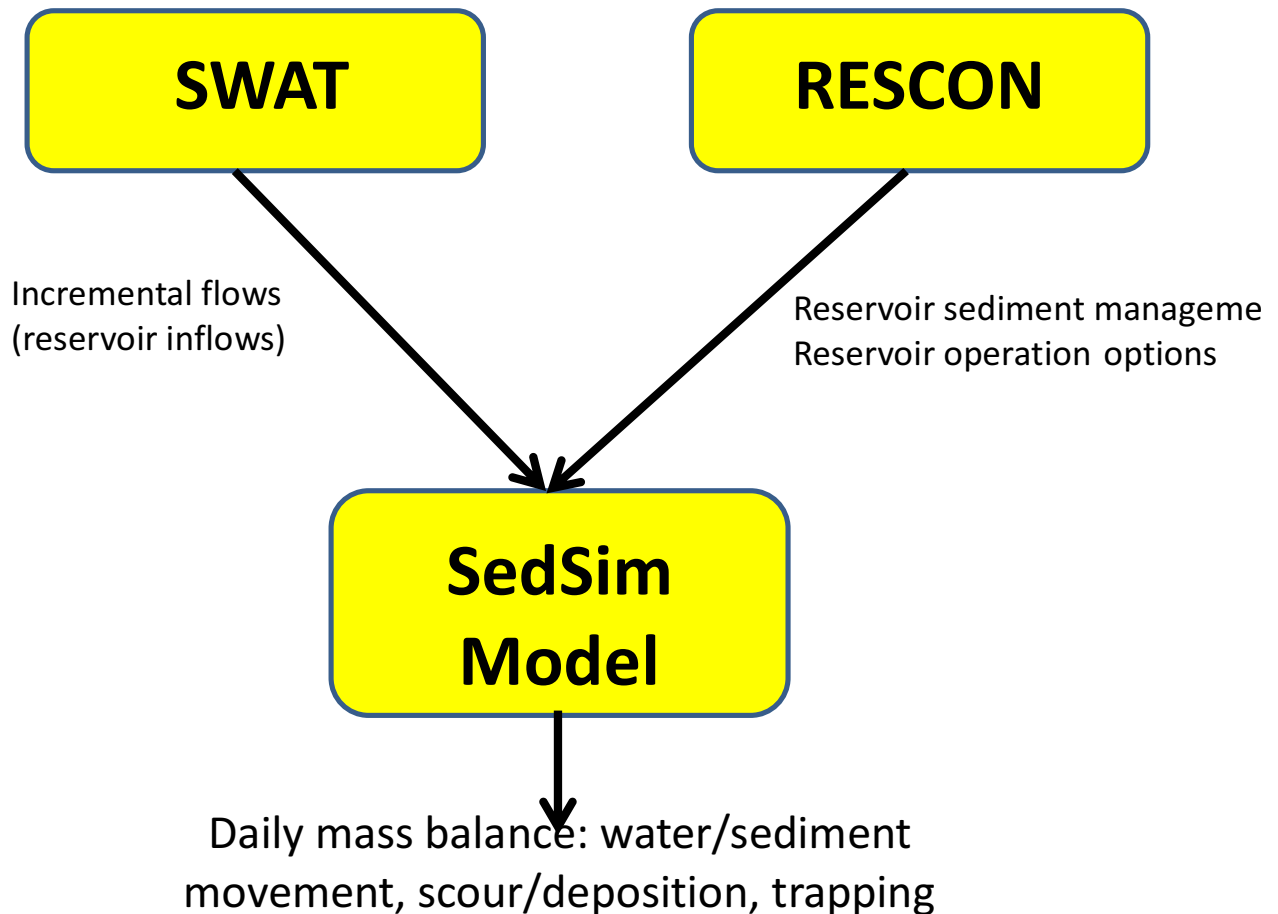 SWAT
RESCON
Incremental flows
(reservoir inflows)
Reservoir sediment manageme
Reservoir operation options
SedSim
Model
Daily mass balance: water/sediment
movement, scour/deposition, trapping